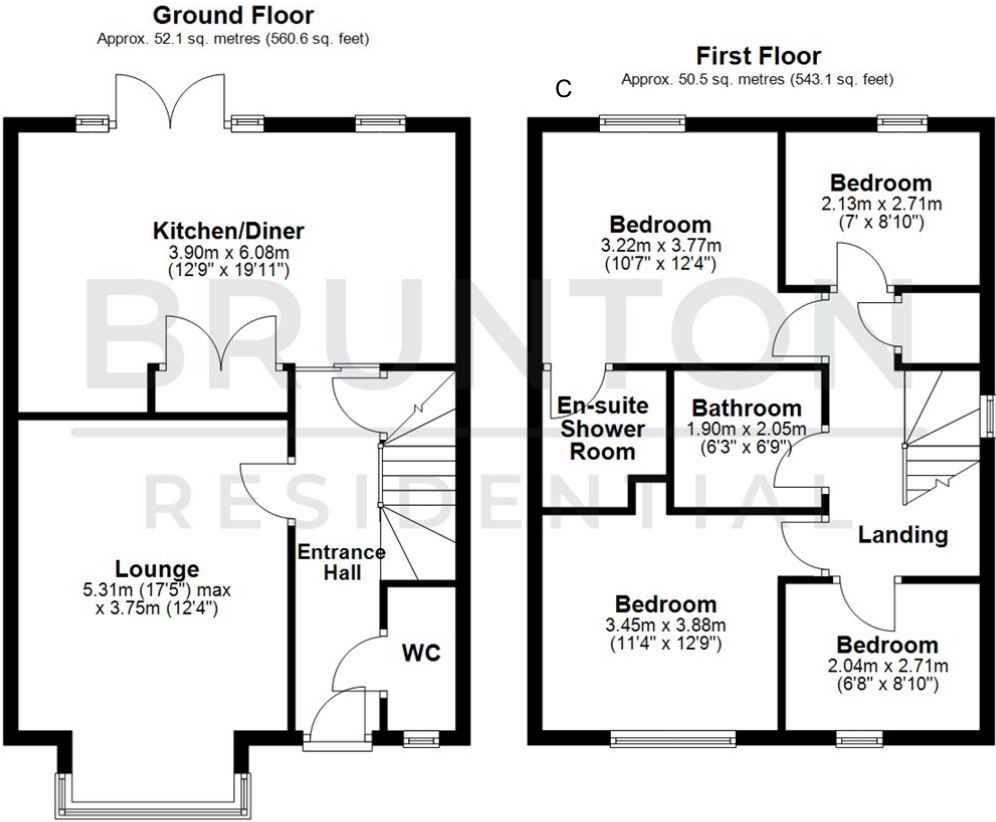 Ground Floor
Approx. 52.1 sq. metres (560.6 sq. feet)
Kitchen/Diner
3.90m x 6.08m
(12'9" x 19'11")
Lounge
5.31m (17'5") max
x 3.75m (12'4")
Entrance
Hall
WC
First Floor
Approx. 50.5 sq. metres (543.1 sq. feet)
C
Bedroom
3.22m x 3.77m
(10'7" x 12'4")
Bedroom
2.13m x 2.71m
(7' x 8'10")
En-suite
Shower
Room
Bathroom
1.90m x 2.05m
(6'3" x 6'9")
Landing
Bedroom
3.45m x 3.88m
(11'4" x 12'9")
Bedroom
2.04m x 2.71m
(6'8" x 8'10")
BRUNTON
RESIDENTIAL